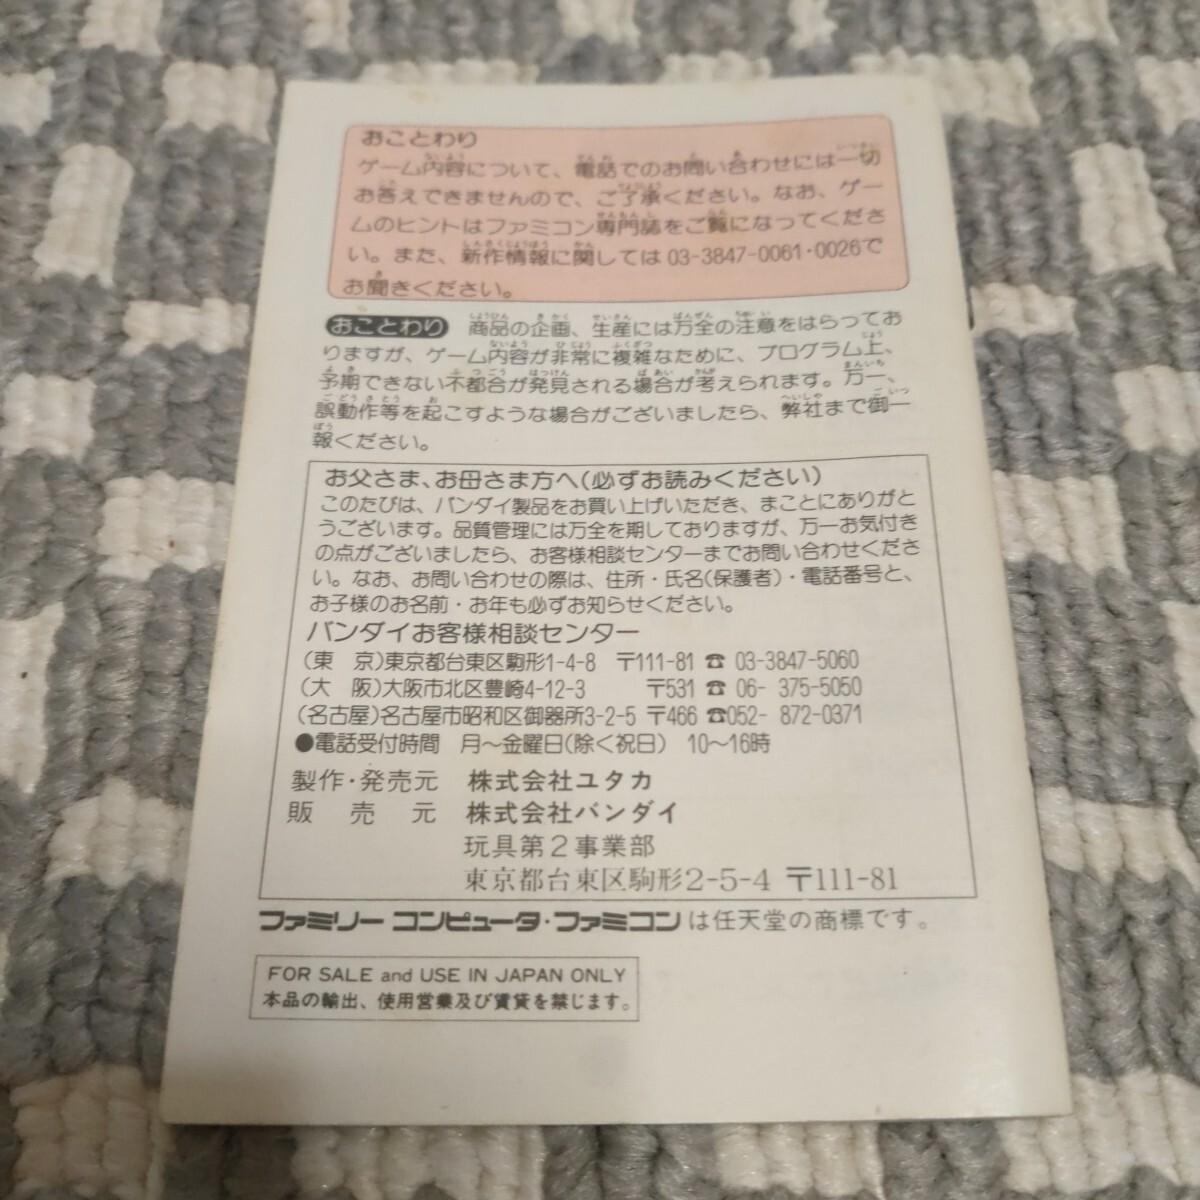 おことわり
ゲーム内容について、電話でのお問い合わせには一切
お答えできませんので、ご了承ください。なお、ゲー
ムのヒントはファミコン専門誌をご覧になってくださ
い。また、新作情報に関しては03-3847-0061・0026で
お聞きください。
おことわり 商品の企画、生産には万全の注意をはらってお
りますが、ゲーム内容が非常に複雑なために、プログラム上、
予期できない不都合が発見される場合が考えられます。万一、
誤動作等を起こすような場合がございましたら、弊社まで御一
報ください。
お父さま、お母さま方へ(必ずお読みください)
このたびは、バンダイ製品をお買い上げいただき、まことにありがと
うございます。品質管理には万全を期しておりますが、万一お気付き
の点がございましたら、お客様相談センターまでお問い合わせくださ
い。なお、お問い合わせの際は、住所・氏名(保護者)・電話番号と、
お子様のお名前・お年も必ずお知らせください。
バンダイお客様相談センター
(東 京)東京都台東区駒形1-4-8 〒111-81 ☎ 03-3847-5060
(大 阪)大阪市北区豊崎4-12-3 〒531 ☎ 06- 375-5050
(名古屋)名古屋市昭和区御器所3-2-5 〒466 ☎052- 872-0371
●電話受付時間 月〜金曜日(除く祝日) 10〜16時
製作・発売元 株式会社ユタカ
販 売 元 株式会社バンダイ
玩具第2事業部
東京都台東区駒形2-5-4 〒111-81
ファミリー コンピュータ・ファミコンは任天堂の商標です。
FOR SALE and USE IN JAPAN ONLY
本品の輸出、使用営業及び賃貸を禁じます。